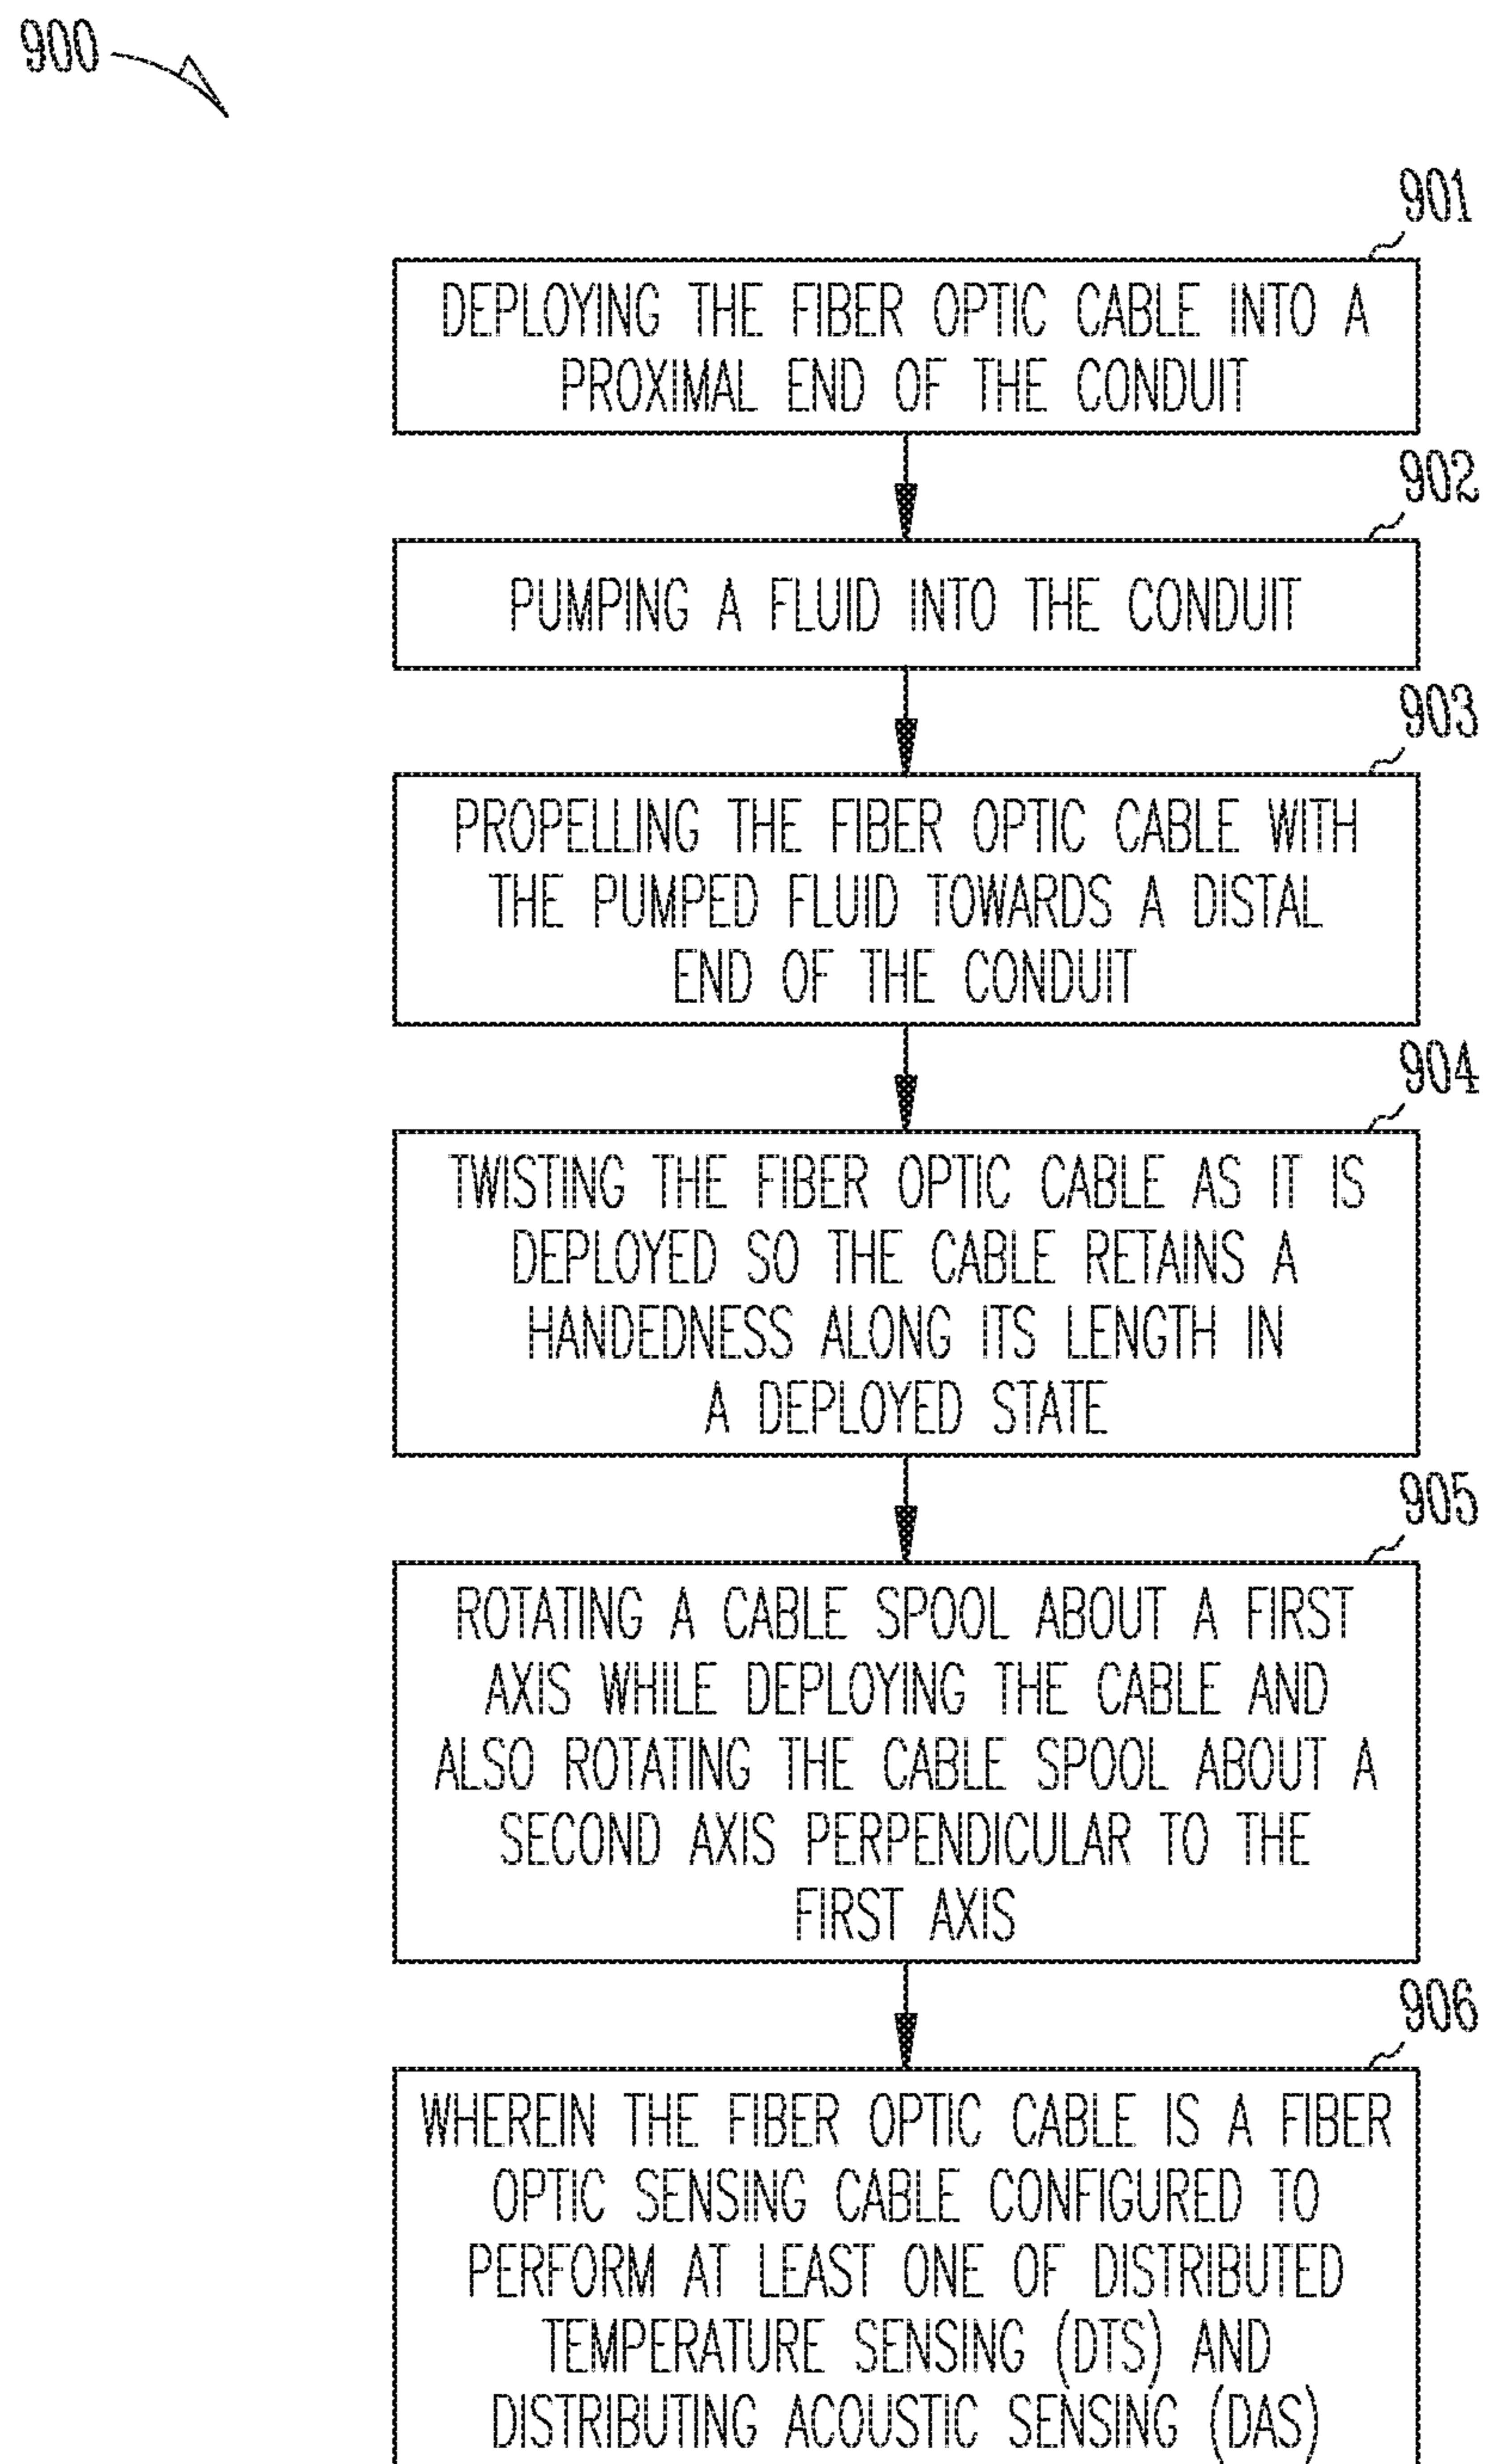 900
901
DEPLOYING THE FIBER OPTIC CABLE INTO A
PROXIMAL END OF THE CONDUIT
902
PUMPING A FLUID INTO THE CONDUIT
903
PROPELLING THE FIBER OPTIC CABLE WITH
THE PUMPED FLUID TOWARDS A DISTAL
END OF THE CONDUIT
904
TWISTING THE FIBER OPTIC CABLE AS IT IS
DEPLOYED SO THE CABLE RETAINS A
HANDEDNESS ALONG ITS LENGTH IN
A DEPLOYED STATE
905
ROTATING A CABLE SPOOL ABOUT A FIRST
AXIS WHILE DEPLOYING THE CABLE AND
ALSO ROTATING THE CABLE SPOOL ABOUT A
SECOND AXIS PERPENDICULAR TO THE
FIRST AXIS
906
WHEREIN THE FIBER OPTIC CABLE IS A FIBER
OPTIC SENSING CABLE CONFIGURED TO
PERFORM AT LEAST ONE OF DISTRIBUTED
TEMPERATURE SENSING (DTS) AND
DISTRIBUTING ACOUSTIC SENSING (DAS)